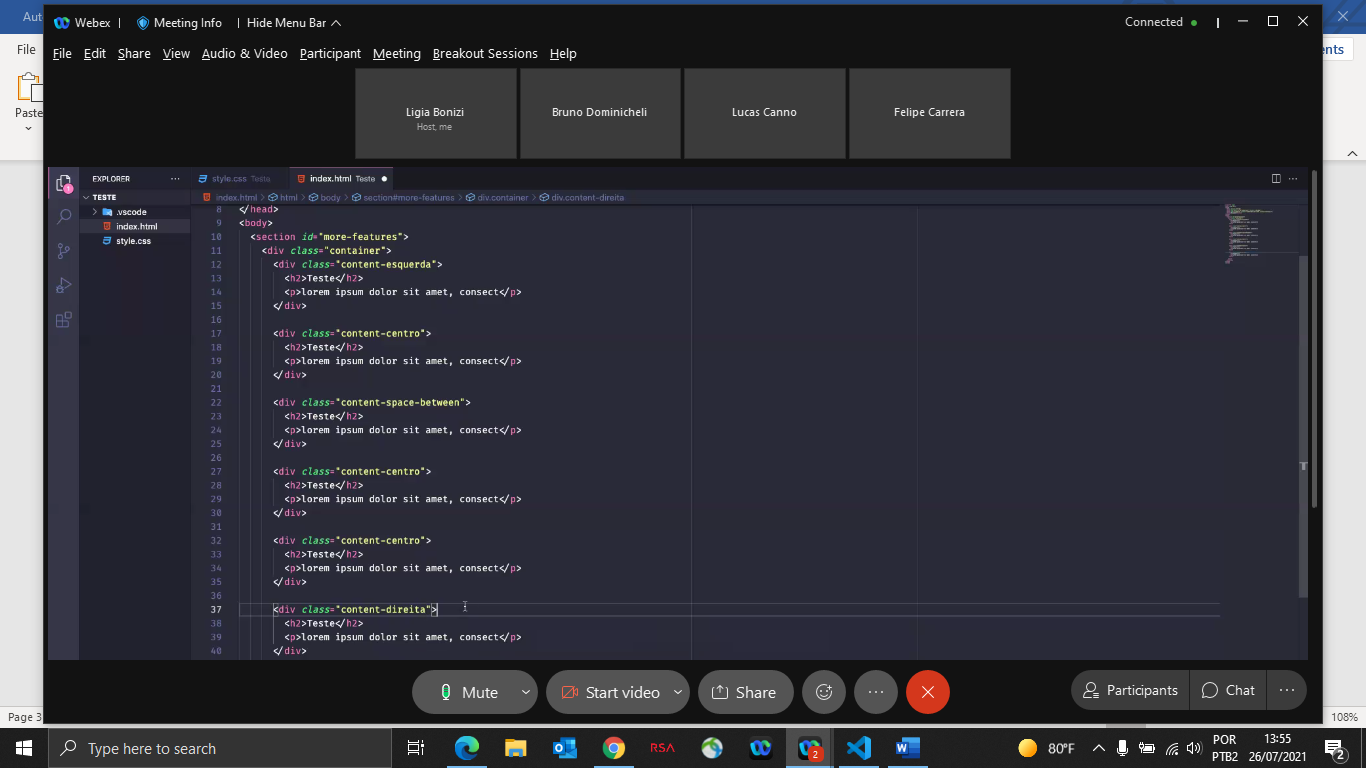 Aut
File
Paste
ents
Webex
Meeting Info
Hide Menu Bar
Connected
File Edit Share View Audio & Video Participant Meeting Breakout Sessions Help
Ligia Bonizi
Host, me
Bruno Dominicheli
Lucas Canno
Felipe Carrera
EXPLORER
TESTE
.vscode
index.html
style.css
style.css Teste
index.html Teste
index.html > html > body > section#more-features > div.container > div.content-direita
8 </head>
9 <body>
10 <section id="more-features">
11 <div class="container">
12 <div class="content-esquerda">
13 <h2>Teste</h2>
14 <p>lorem ipsum dolor sit amet, consect</p>
15 </div>
16
17 <div class="content-centro">
18 <h2>Teste</h2>
19 <p>lorem ipsum dolor sit amet, consect</p>
20 </div>
21
22 <div class="content-space-between">
23 <h2>Teste</h2>
24 <p>lorem ipsum dolor sit amet, consect</p>
25 </div>
26
27 <div class="content-centro">
28 <h2>Teste</h2>
29 <p>lorem ipsum dolor sit amet, consect</p>
30 </div>
31
32 <div class="content-centro">
33 <h2>Teste</h2>
34 <p>lorem ipsum dolor sit amet, consect</p>
35 </div>
36
37 <div class="content-direita">
38 <h2>Teste</h2>
39 <p>lorem ipsum dolor sit amet, consect</p>
40 </div>
Mute
Start video
Share
Participants
Chat
Page 3
108%
Type here to search
RSA
2
80°F
POR
PTB2
13:55
26/07/2021
2